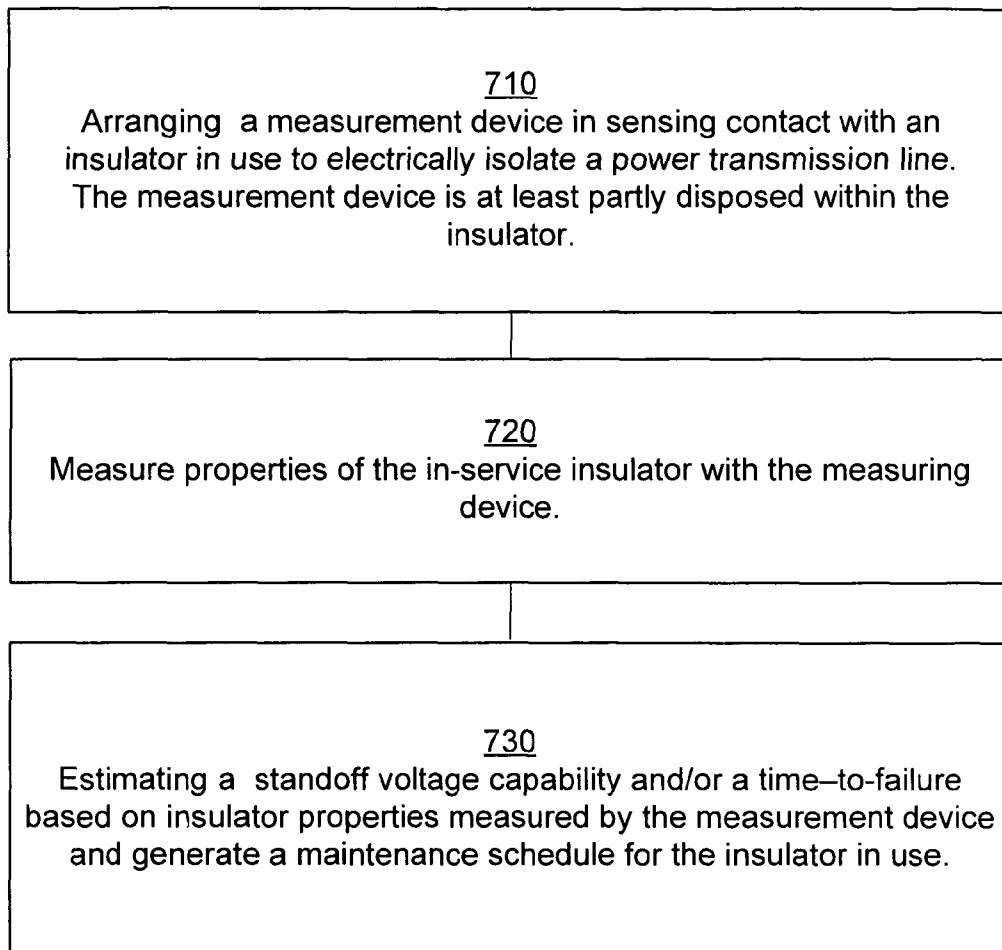 710
Arranging a measurement device in sensing contact with an
insulator in use to electrically isolate a power transmission line.
The measurement device is at least partly disposed within the
insulator.
720
Measure properties of the in-service insulator with the measuring
device.
730
Estimating a standoff voltage capability and/or a time–to-failure
based on insulator properties measured by the measurement device
and generate a maintenance schedule for the insulator in use.